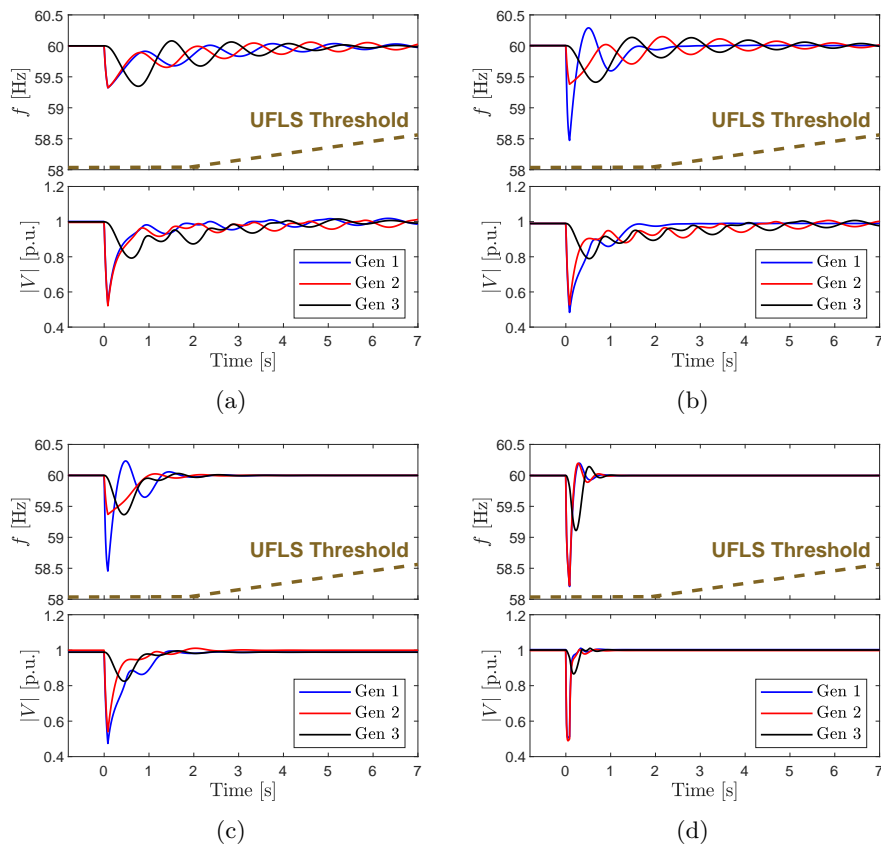 60.5
60
59.5
59
58.5
58
f [Hz]
UFLS Threshold
1.2
1
0.8
0.6
0.4
|V| [p.u.]
Gen 1
Gen 2
Gen 3
0 1 2 3 4 5 6 7
Time [s]
(a)
60.5
60
59.5
59
58.5
58
f [Hz]
UFLS Threshold
1.2
1
0.8
0.6
0.4
|V| [p.u.]
Gen 1
Gen 2
Gen 3
0 1 2 3 4 5 6 7
Time [s]
(b)
60.5
60
59.5
59
58.5
58
f [Hz]
UFLS Threshold
1.2
1
0.8
0.6
0.4
|V| [p.u.]
Gen 1
Gen 2
Gen 3
0 1 2 3 4 5 6 7
Time [s]
(c)
60.5
60
59.5
59
58.5
58
f [Hz]
UFLS Threshold
1.2
1
0.8
0.6
0.4
|V| [p.u.]
Gen 1
Gen 2
Gen 3
0 1 2 3 4 5 6 7
Time [s]
(d)